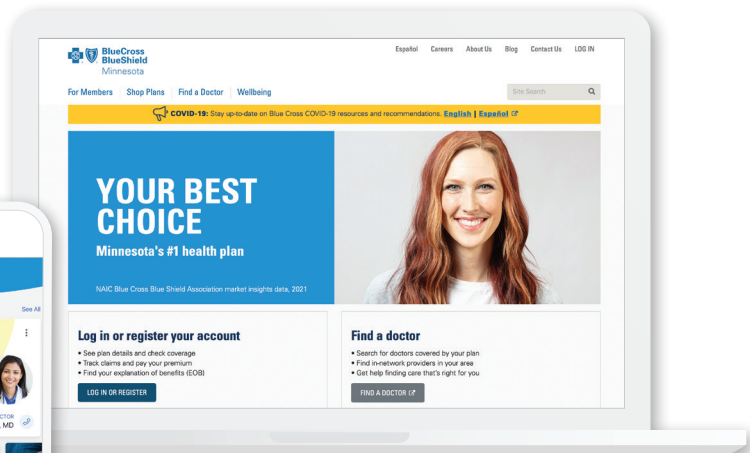 BlueCross
BlueShield
Minnesota
Español Careers About Us Blog Contact Us LOG IN
For Members Shop Plans Find a Doctor Wellbeing
Site Search
COVID-19: Stay up-to-date on Blue Cross COVID-19 resources and recommendations. English | Español
YOUR BEST
CHOICE
Minnesota's #1 health plan
NAIC Blue Cross Blue Shield Association market insights data, 2021
See All
Log in or register your account
• See plan details and check coverage
• Track claims and pay your premium
• Find your explanation of benefits (EOB)
LOG IN OR REGISTER
Find a doctor
• Search for doctors covered by your plan
• Find in-network providers in your area
• Get help finding care that's right for you
FIND A DOCTOR
MD